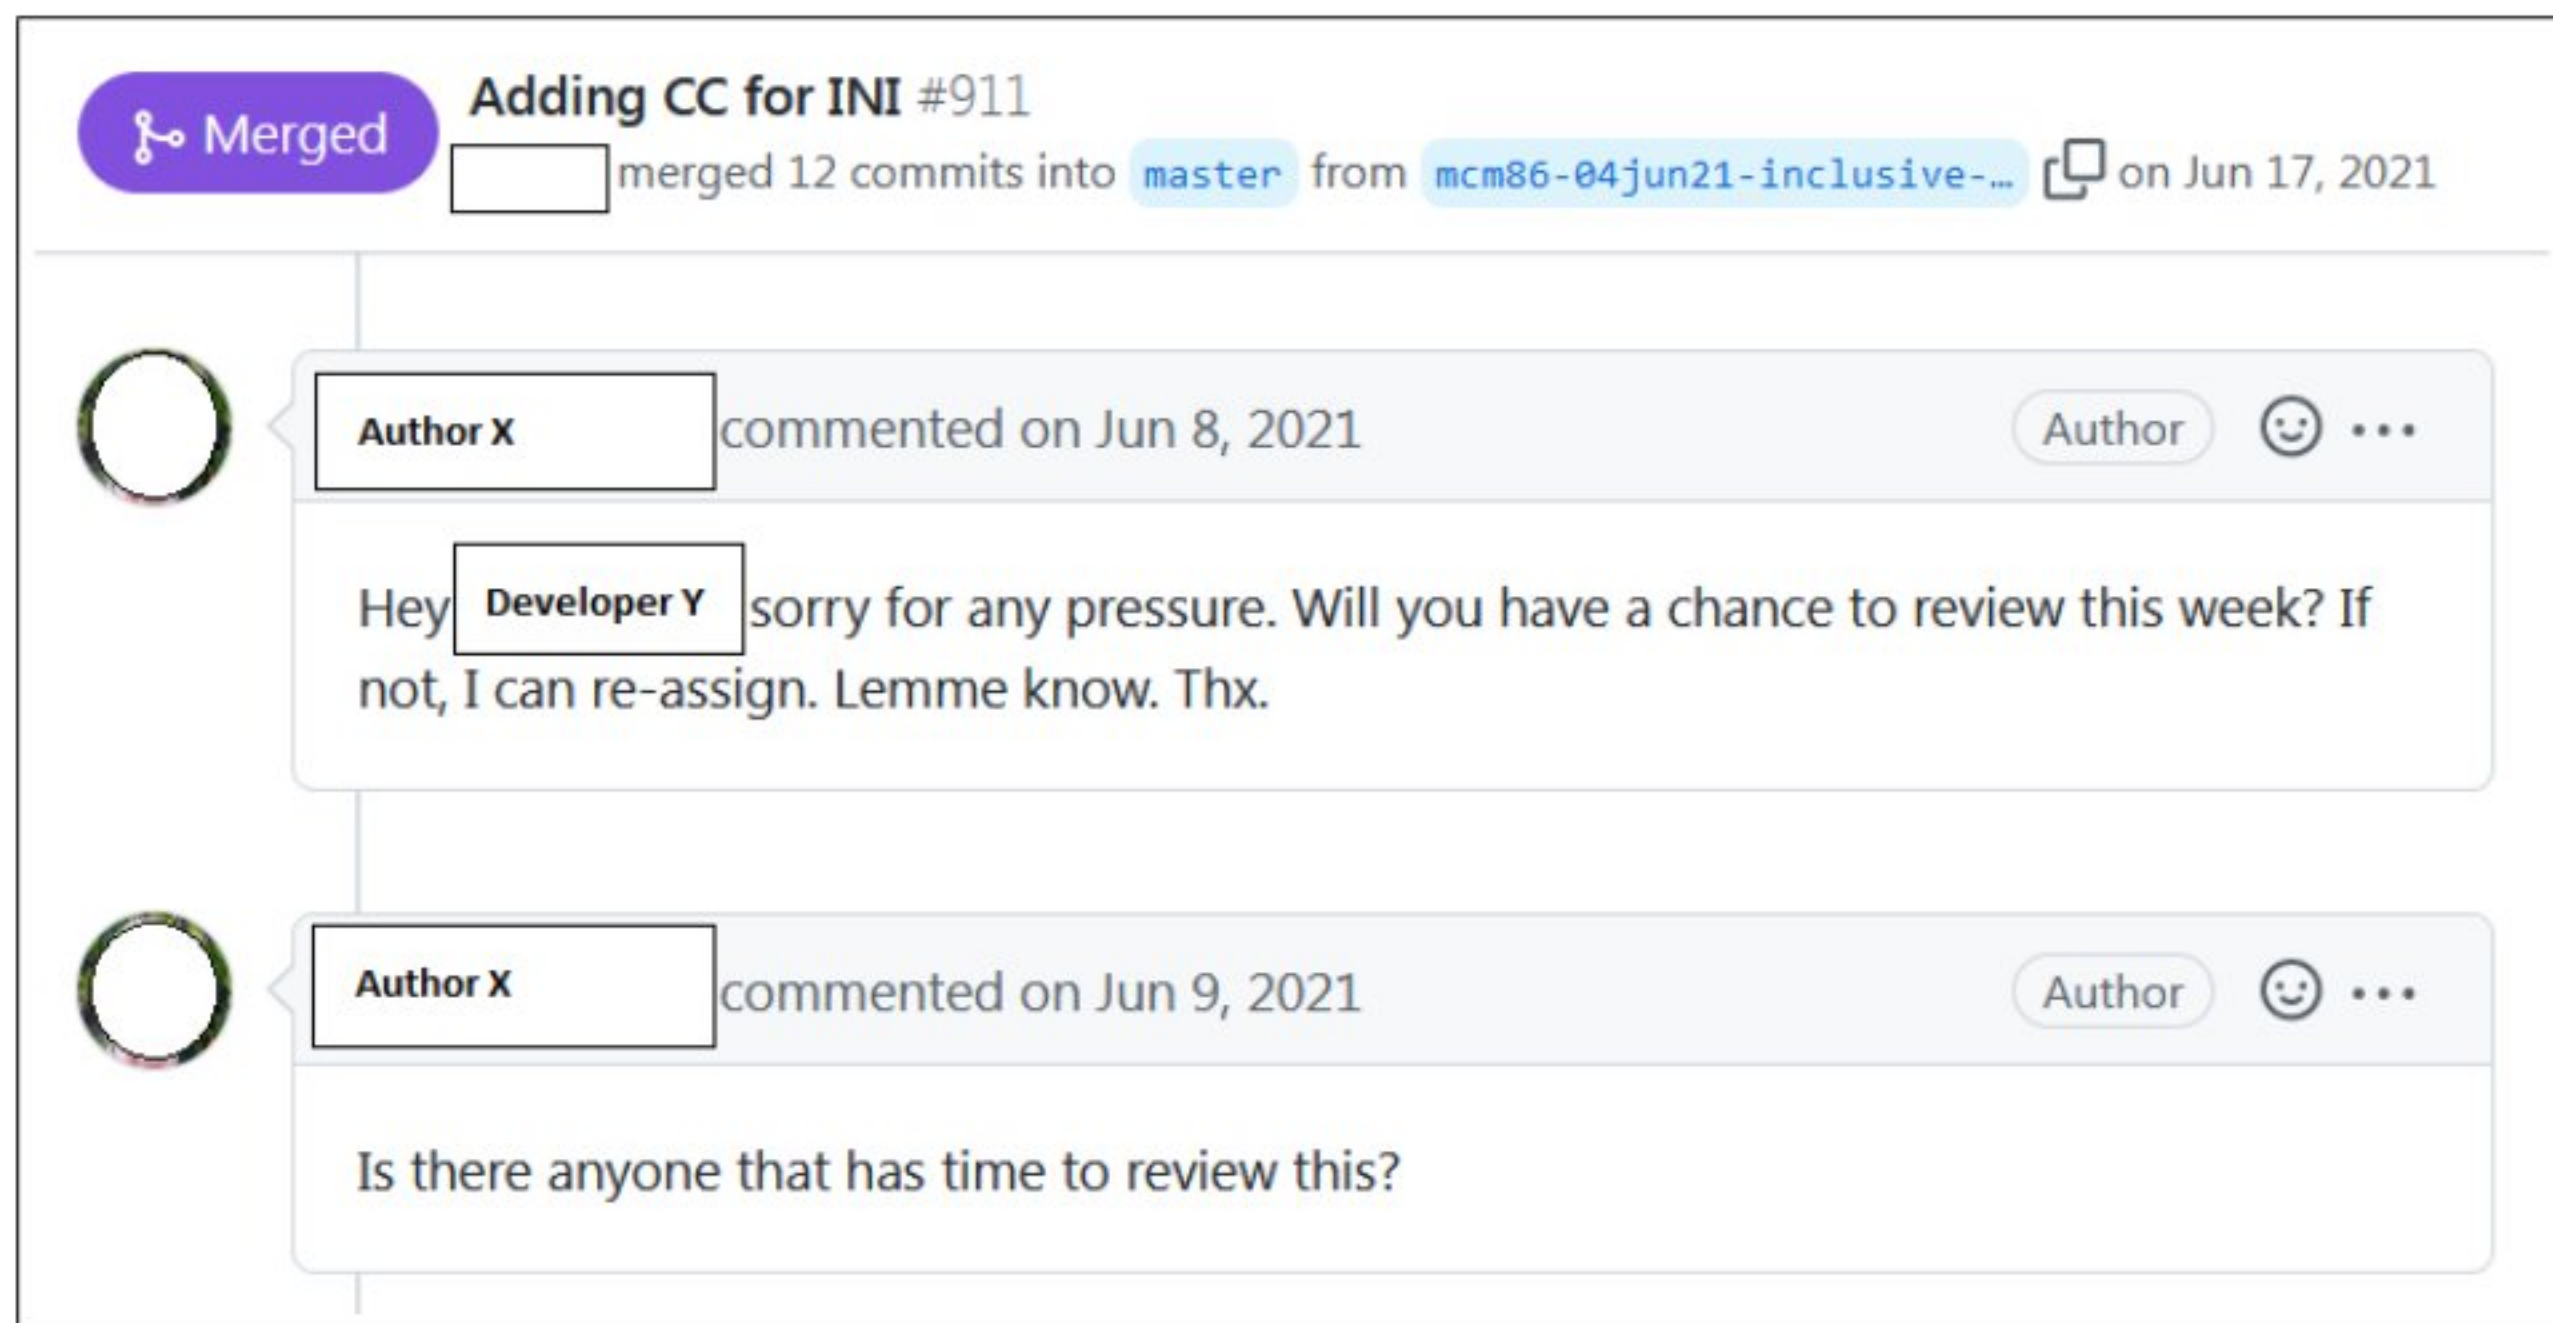 Merged
Adding CC for INI #911
merged 12 commits into master from mcm86-04jun21-inclusive-… on Jun 17, 2021
Author X commented on Jun 8, 2021 Author
Hey Developer Y sorry for any pressure. Will you have a chance to review this week? If
not, I can re-assign. Lemme know. Thx.
Author X commented on Jun 9, 2021 Author
Is there anyone that has time to review this?